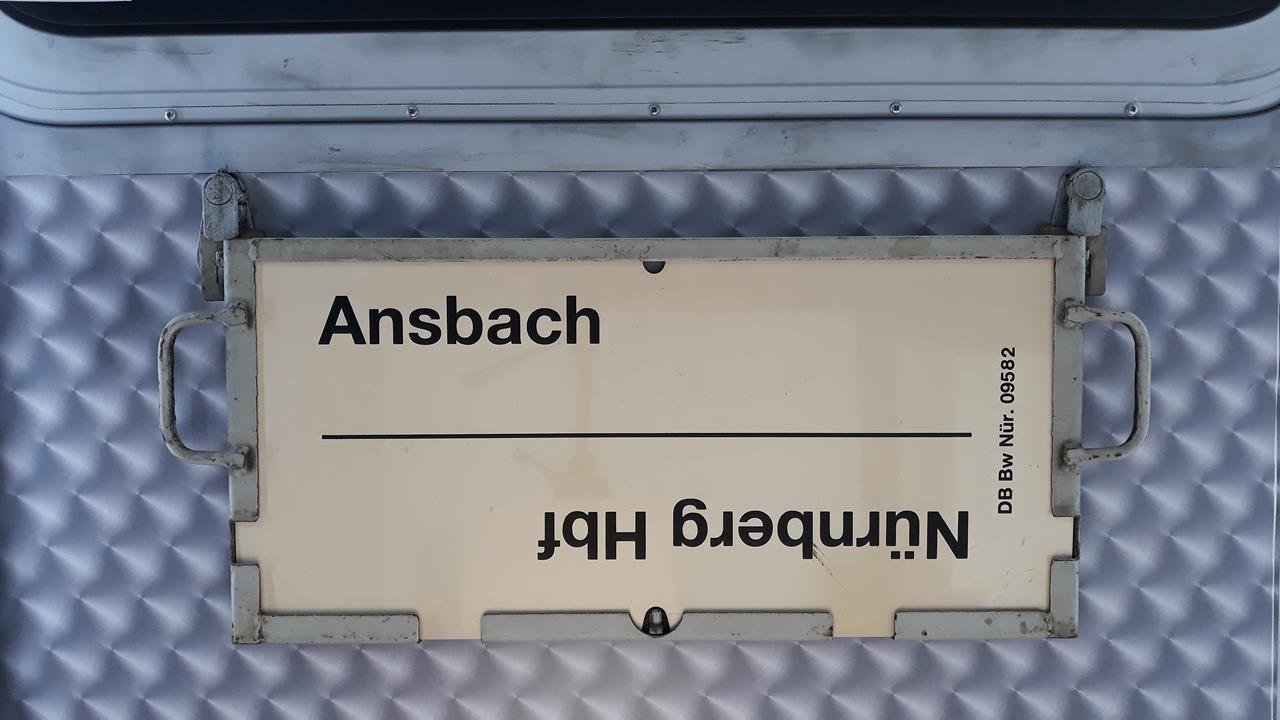 Ansbach
Nürnberg Hbf
DB Bw Nür. 09582